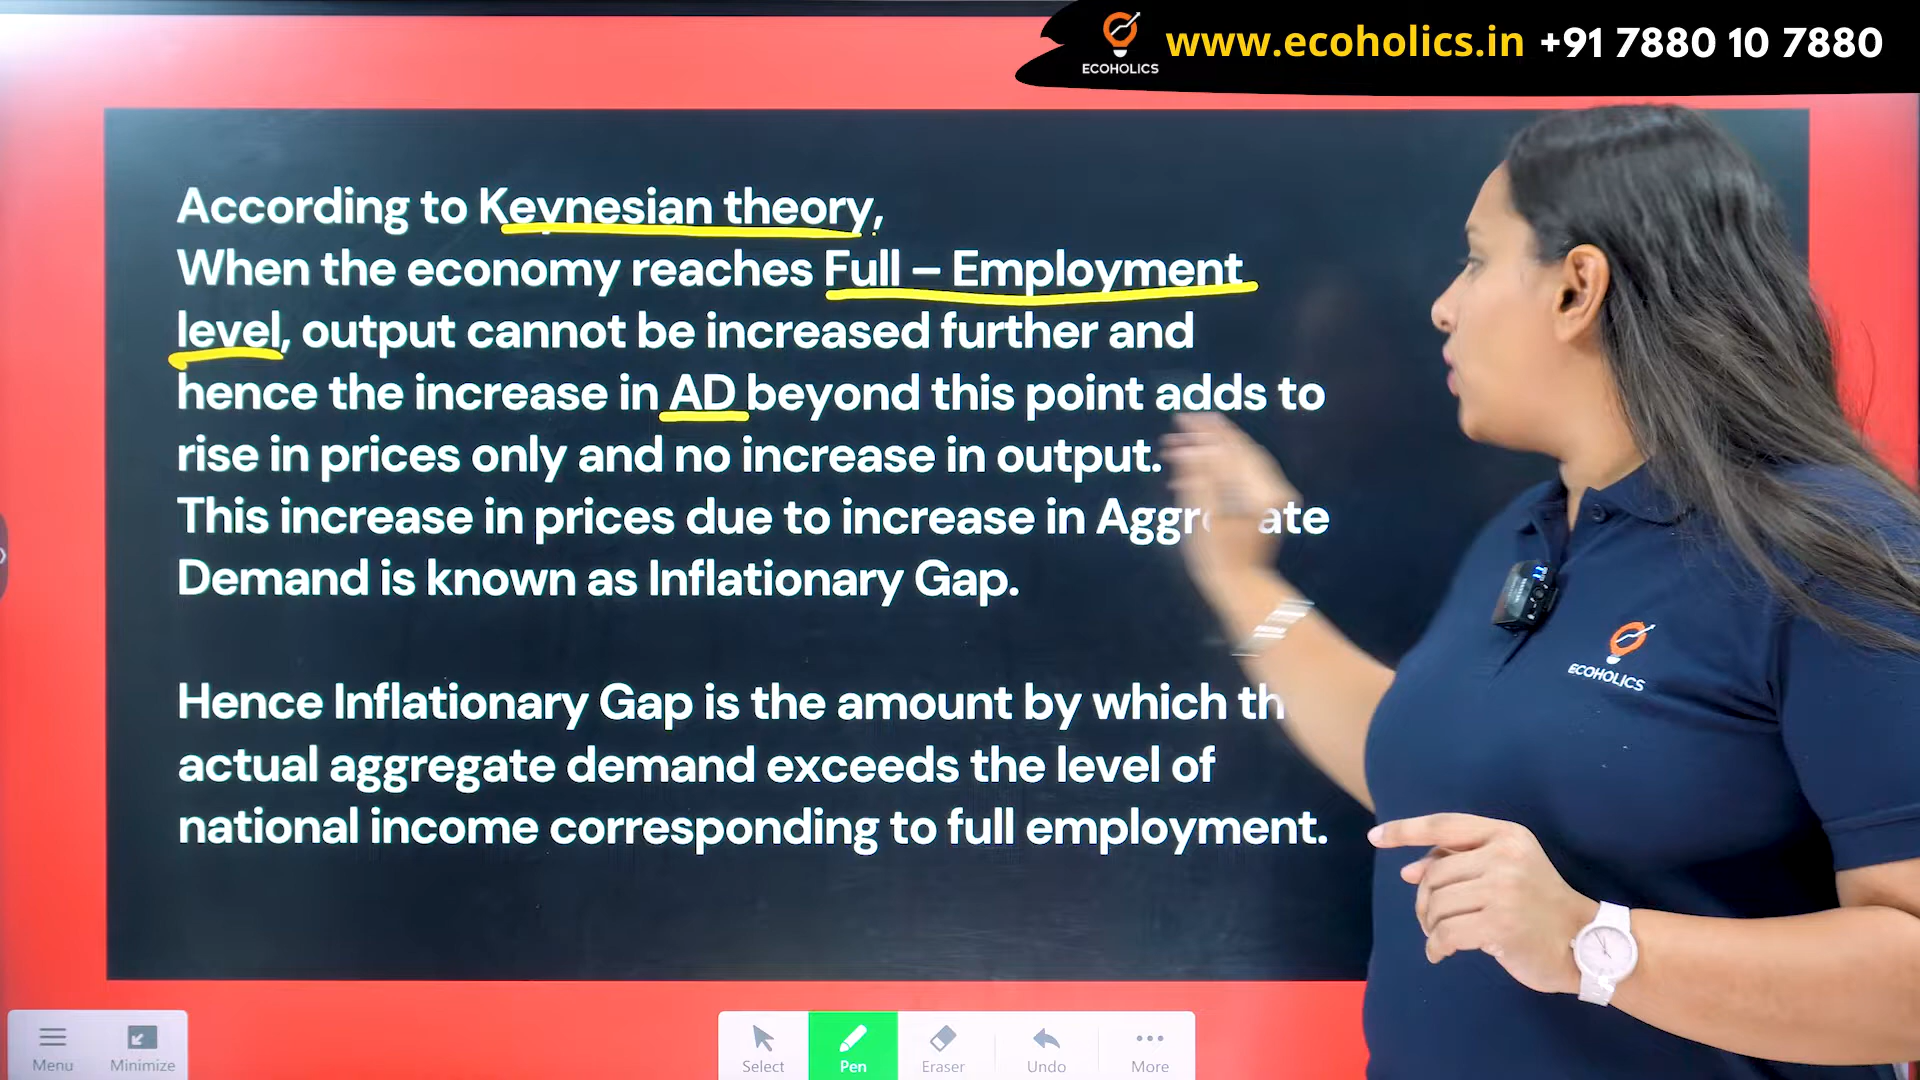 www.ecoholics.in +91 7880 10 7880
ECOHOLICS
According to Keynesian theory,
When the economy reaches Full – Employment
level, output cannot be increased further and
hence the increase in AD beyond this point adds to
rise in prices only and no increase in output.
This increase in prices due to increase in
Demand is known as Inflationary Gap.
Hence Inflationary Gap is the amount by which
actual aggregate demand exceeds the level of
national income corresponding to full employment.
ECOHOLICS
Menu Minimize Select Pen Eraser Undo More